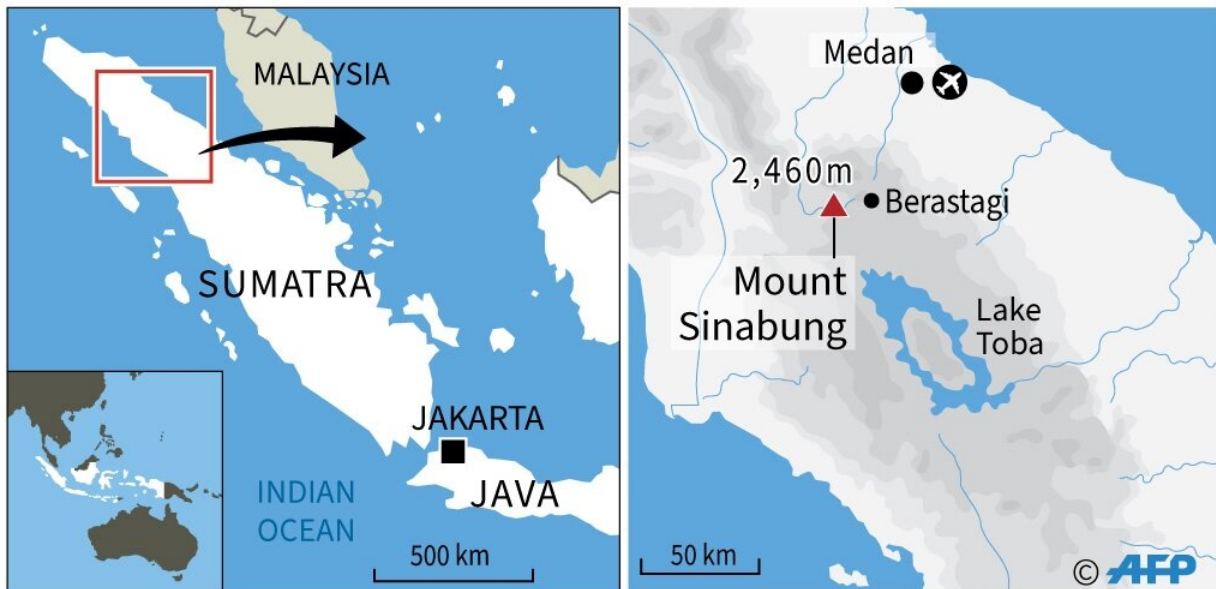 MALAYSIA
SUMATRA
JAKARTA
JAVA
INDIAN
OCEAN
500 km
Medan
2,460m
Berastagi
Mount
Sinabung
Lake
Toba
50 km
© AFP